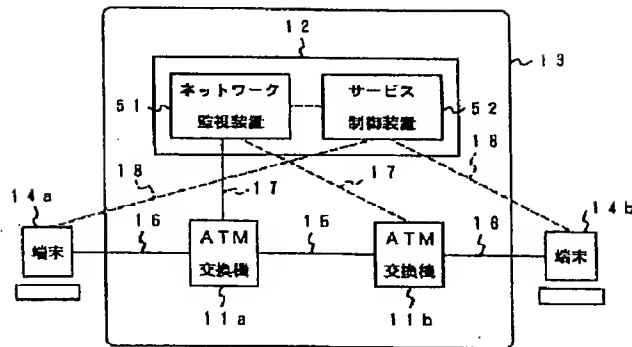 12
13
51
ネットワーク
監視装置
サービス
制御装置
52
18
17
17
18
14a
14b
端末
16
ATM
交換機
15
ATM
交換機
16
端末
11a
11b